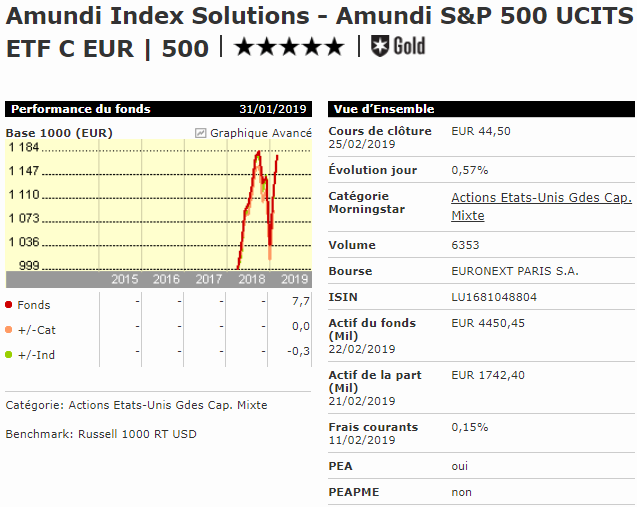 Amundi Index Solutions - Amundi S&P 500 UCITS
ETF C EUR | 500 | ★★★★★ | Gold
Performance du fonds 31/01/2019
Base 1000 (EUR) Graphique Avancé
1 184
1 147
1 110
1 073
1 036
999
2015 2016 2017 2018 2019
Fonds - - - - 7,7
+/-Cat - - - - 0,0
+/-Ind - - - - -0,3
Catégorie: Actions Etats-Unis Gdes Cap. Mixte
Benchmark: Russell 1000 RT USD
Vue d’Ensemble
Cours de clôture EUR 44,50
25/02/2019
Évolution jour 0,57%
Catégorie Actions Etats-Unis Gdes Cap.
Morningstar Mixte
Volume 6353
Bourse EURONEXT PARIS S.A.
ISIN LU1681048804
Actif du fonds EUR 4450,45
(Mil)
22/02/2019
Actif de la part EUR 1742,40
(Mil)
21/02/2019
Frais courants 0,15%
11/02/2019
PEA oui
PEAPME non